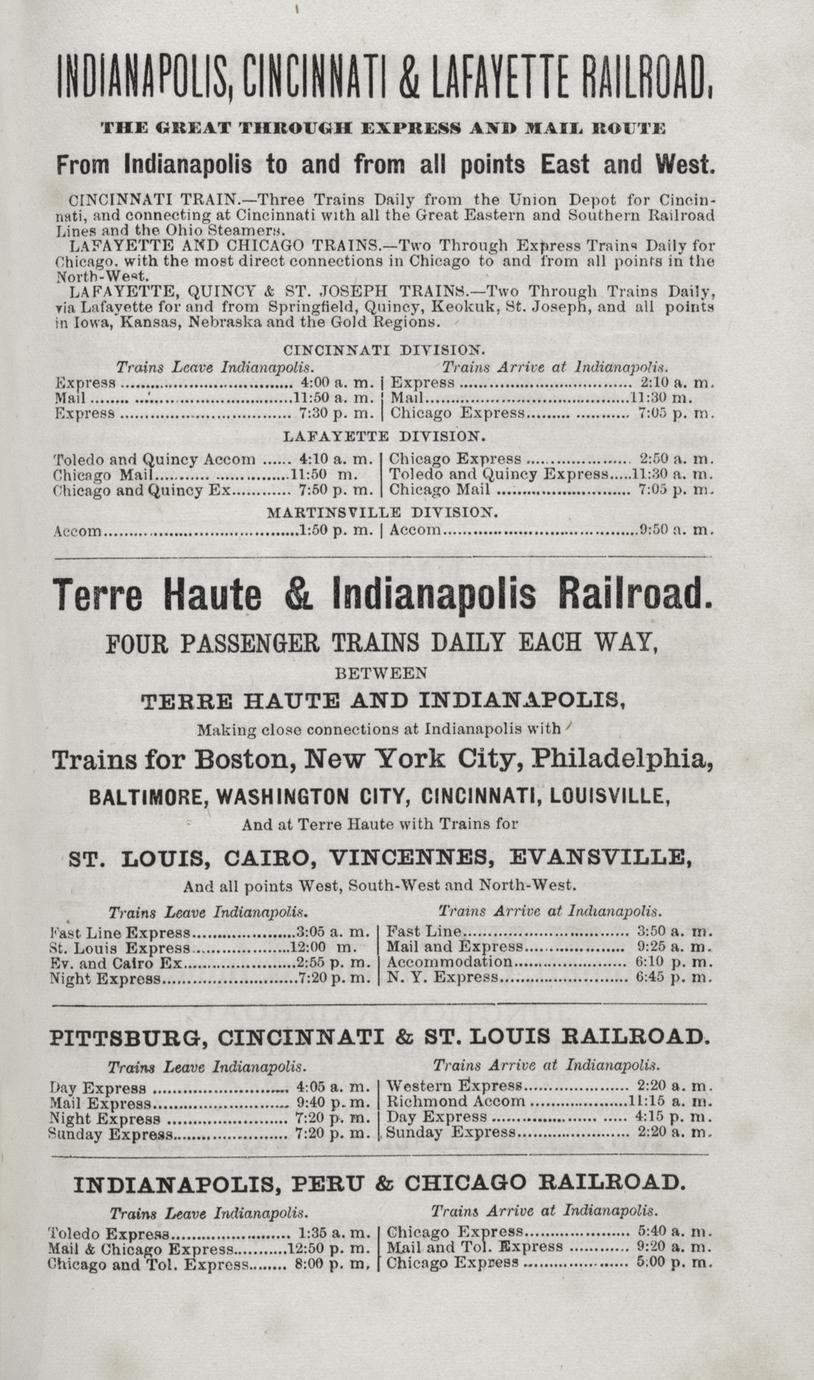 INDIANAPOLIS, CINCINNATI & LAFAYETTE RAILROAD,
THE GREAT THROUGH EXPRESS AND MAIL ROUTE
From Indianapolis to and from all points East and West.
CINCINNATI TRAIN.—Three Trains Daily from the Union Depot for Cincin-
nati, and connecting at Cincinnati with all the Great Eastern and Southern Railroad
Lines and the Ohio Steamers.
LAFAYETTE AND CHICAGO TRAINS.—Two Through Express Trains Daily for
Chicago. with the most direct connections in Chicago to and from all points in the
North-West.
LAFAYETTE, QUINCY & ST. JOSEPH TRAINS.—Two Through Trains Daily,
via Lafayette for and from Springfield, Quincy, Keokuk, St. Joseph, and all points
in Iowa, Kansas, Nebraska and the Gold Regions.
CINCINNATI DIVISION.
Trains Leave Indianapolis. Trains Arrive at Indianapolis.
Express ........ 4:00 a. m. | Express ........ 2:10 a. m.
Mail ........11:50 a. m. | Mail........11:30 m.
Express ........ 7:30 p. m. | Chicago Express........ 7:05 p. m.
LAFAYETTE DIVISION.
Toledo and Quincy Accom ...... 4:10 a. m. | Chicago Express ........ 2:50 a. m.
Chicago Mail........11:50 m. | Toledo and Quincy Express.....11:30 a. m.
Chicago and Quincy Ex........ 7:50 p. m. | Chicago Mail ........ 7:05 p. m.
MARTINSVILLE DIVISION.
Accom........1:50 p. m. | Accom........9:50 a. m.
Terre Haute & Indianapolis Railroad.
FOUR PASSENGER TRAINS DAILY EACH WAY,
BETWEEN
TERRE HAUTE AND INDIANAPOLIS,
Making close connections at Indianapolis with
Trains for Boston, New York City, Philadelphia,
BALTIMORE, WASHINGTON CITY, CINCINNATI, LOUISVILLE,
And at Terre Haute with Trains for
ST. LOUIS, CAIRO, VINCENNES, EVANSVILLE,
And all points West, South-West and North-West.
Trains Leave Indianapolis. Trains Arrive at Indianapolis.
Fast Line Express........3:05 a. m. | Fast Line........ 3:50 a. m.
St. Louis Express........12:00 m. | Mail and Express........ 9:25 a. m.
Ev. and Cairo Ex........2:55 p. m. | Accommodation........ 6:10 p. m.
Night Express........7:20 p. m. | N. Y. Express........ 6:45 p. m.
PITTSBURG, CINCINNATI & ST. LOUIS RAILROAD.
Trains Leave Indianapolis. Trains Arrive at Indianapolis.
Day Express ........ 4:05 a. m. | Western Express........ 2:20 a. m.
Mail Express........ 9:40 p. m. | Richmond Accom ........11:15 a. m.
Night Express ........ 7:20 p. m. | Day Express ........ 4:15 p. m.
Sunday Express........ 7:20 p. m. | Sunday Express........ 2:20 a. m.
INDIANAPOLIS, PERU & CHICAGO RAILROAD.
Trains Leave Indianapolis. Trains Arrive at Indianapolis.
Toledo Express........ 1:35 a. m. | Chicago Express........ 5:40 a. m.
Mail & Chicago Express........12:50 p. m. | Mail and Tol. Express ........ 9:20 a. m.
Chicago and Tol. Express........ 8:00 p. m, | Chicago Express ........ 5:00 p. m.